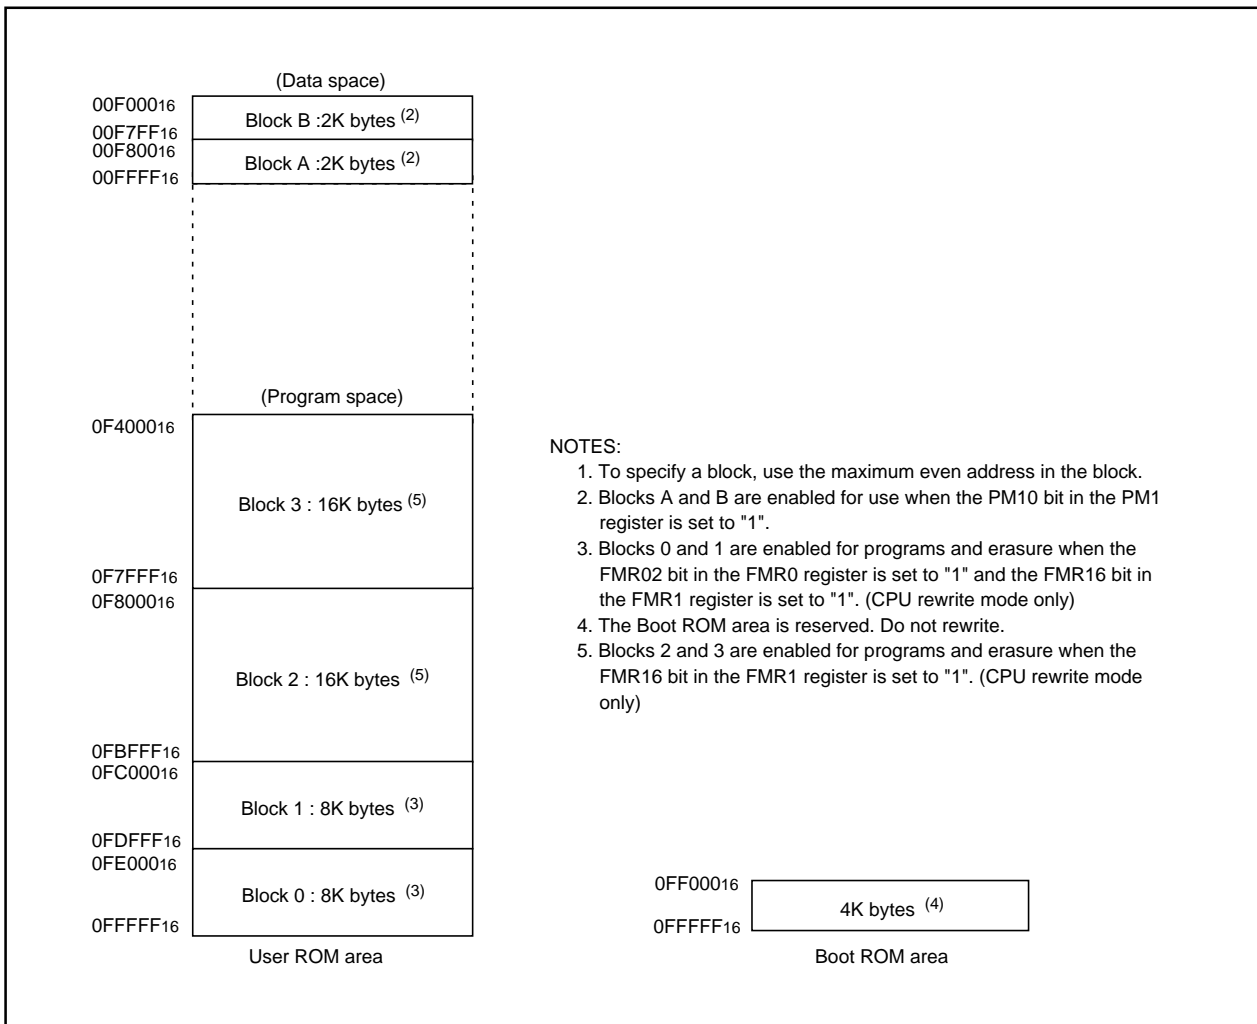 (Data space)
00F00016
Block B :2K bytes (2)
00F7FF16
00F80016
Block A :2K bytes (2)
00FFFF16
(Program space)
0F400016
Block 3 : 16K bytes (5)
0F7FFF16
0F800016
Block 2 : 16K bytes (5)
0FBFFF16
0FC00016
Block 1 : 8K bytes (3)
0FDFFF16
0FE00016
Block 0 : 8K bytes (3)
0FFFFF16
User ROM area
NOTES:
1. To specify a block, use the maximum even address in the block.
2. Blocks A and B are enabled for use when the PM10 bit in the PM1
register is set to "1".
3. Blocks 0 and 1 are enabled for programs and erasure when the
FMR02 bit in the FMR0 register is set to "1" and the FMR16 bit in
the FMR1 register is set to "1". (CPU rewrite mode only)
4. The Boot ROM area is reserved. Do not rewrite.
5. Blocks 2 and 3 are enabled for programs and erasure when the
FMR16 bit in the FMR1 register is set to "1". (CPU rewrite mode
only)
0FF00016
4K bytes (4)
0FFFFF16
Boot ROM area